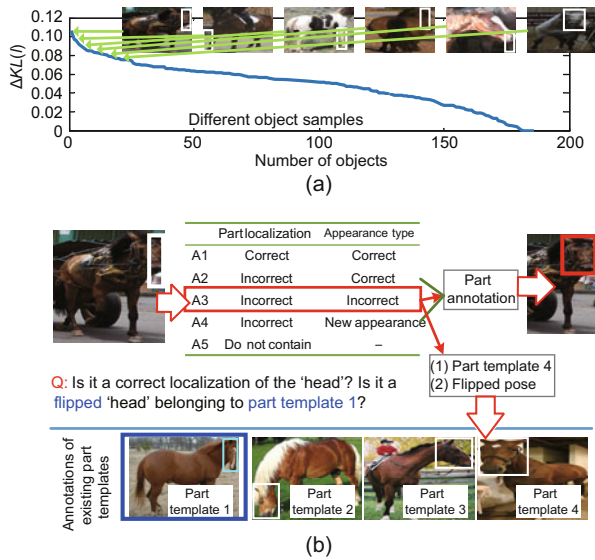 0.12
0.10
0.08
0.06
0.04
0.02
0
ΔKL(I)
Different object samples
0 50 100 150 200
Number of objects
(a)
Part localization Appearance type
A1 Correct Correct
A2 Incorrect Correct
A3 Incorrect Incorrect
A4 Incorrect New appearance
A5 Do not contain –
Part
annotation
(1) Part template 4
(2) Flipped pose
Q: Is it a correct localization of the ‘head’? Is it a
flipped ‘head’ belonging to part template 1?
Annotations of
existing part
templates
Part
template 1
Part
template 2
Part
template 3
Part
template 4
(b)